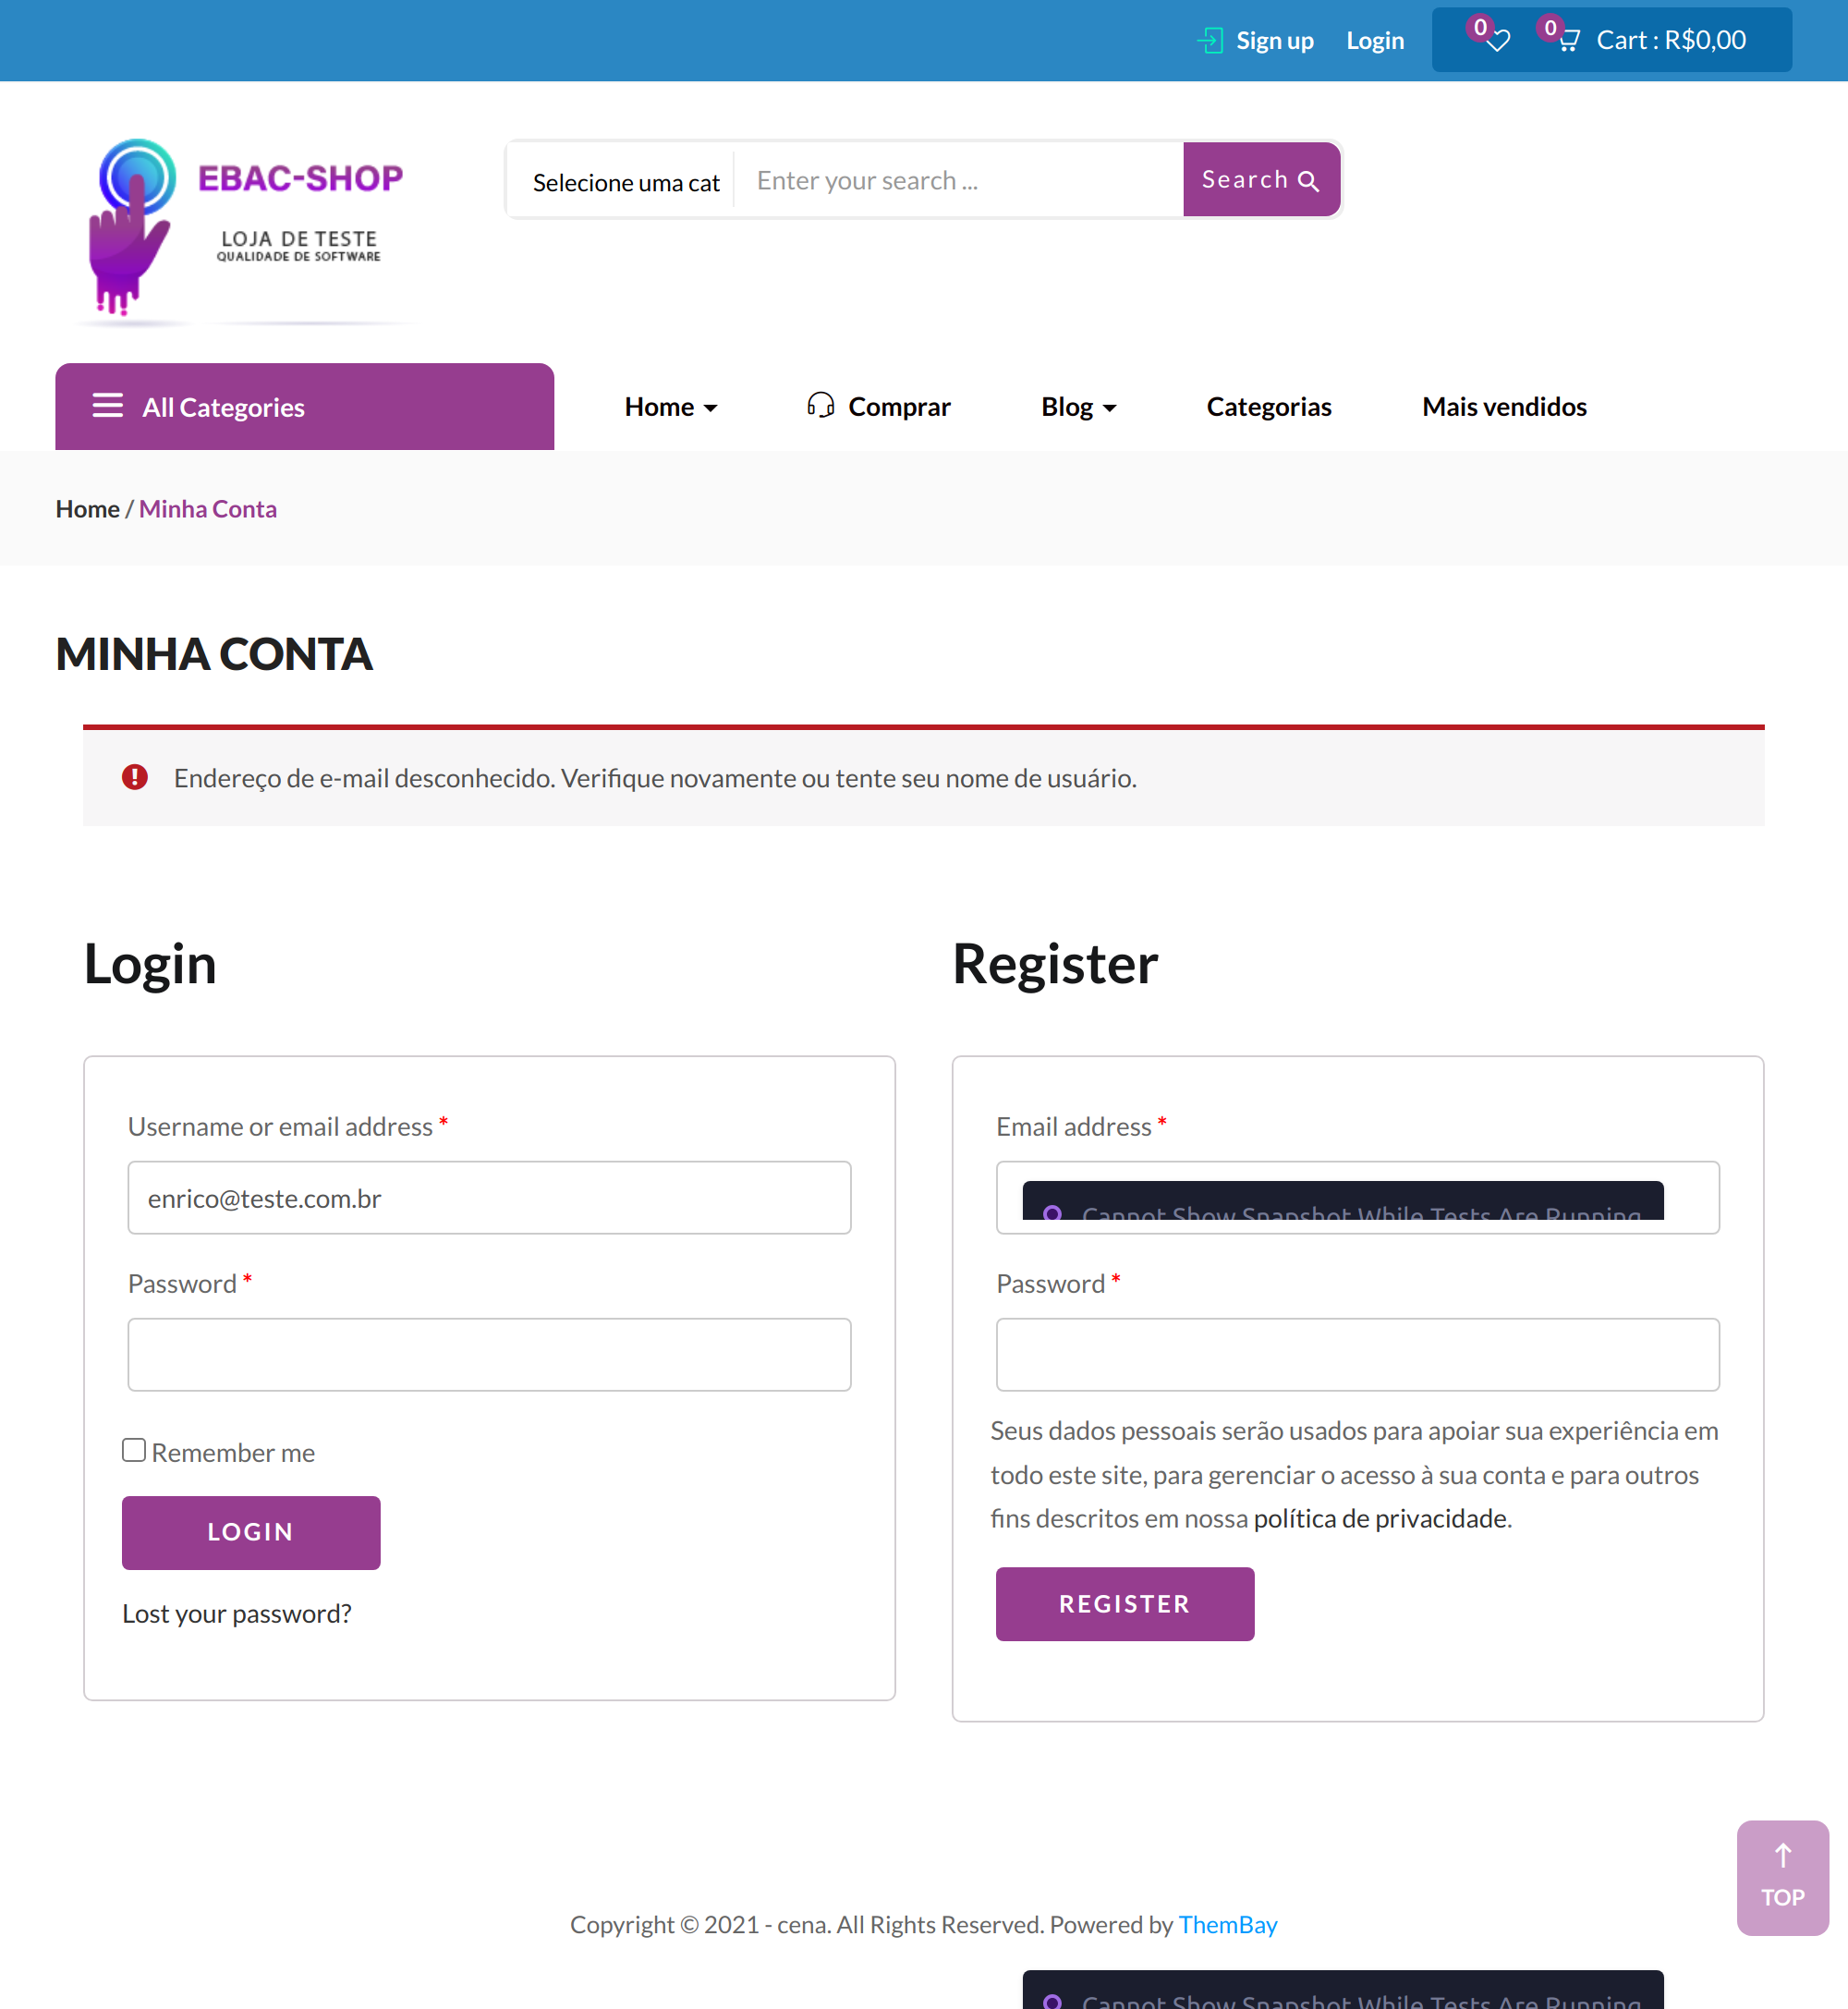 Sign up
Login
0
0
Cart : R$0,00
EBAC-SHOP
LOJA DE TESTE
QUALIDADE DE SOFTWARE
Selecione uma cat
Enter your search ...
Search
All Categories
Home
Comprar
Blog
Categorias
Mais vendidos
Home / Minha Conta
MINHA CONTA
Endereço de e-mail desconhecido. Verifique novamente ou tente seu nome de usuário.
Login
Username or email address *
enrico@teste.com.br
Password *
Remember me
LOGIN
Lost your password?
Register
Email address *
Cannot Show Snapshot While Tests Are Running
Password *
Seus dados pessoais serão usados para apoiar sua experiência em
todo este site, para gerenciar o acesso à sua conta e para outros
fins descritos em nossa política de privacidade.
REGISTER
TOP
Copyright © 2021 - cena. All Rights Reserved. Powered by ThemBay
Cannot Show Snapshot While Tests Are Running